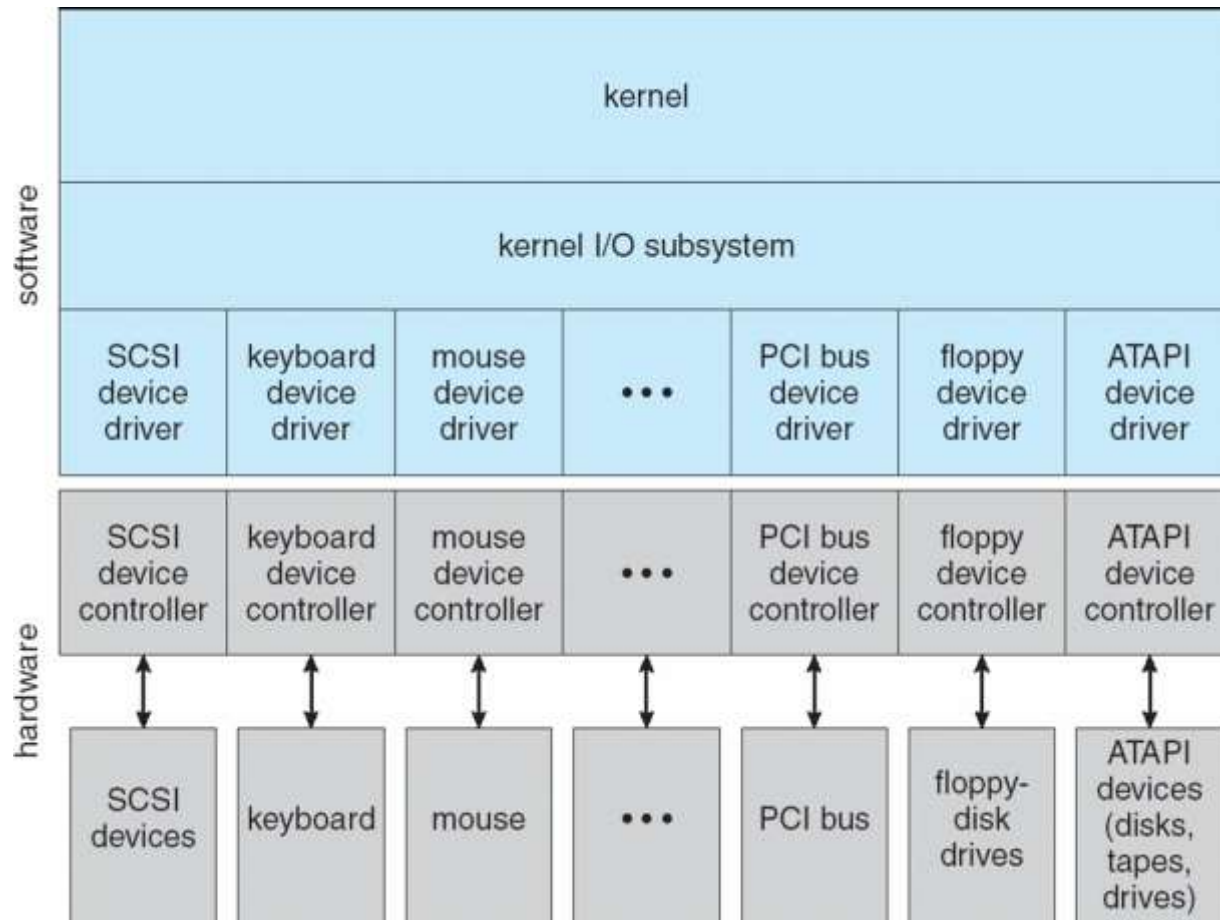 kernel
kernel I/O subsystem
software
SCSI
device
driver
keyboard
device
driver
mouse
device
driver
•••
PCI bus
device
driver
floppy
device
driver
ATAPI
device
driver
hardware
SCSI
device
controller
keyboard
device
controller
mouse
device
controller
•••
PCI bus
device
controller
floppy
device
controller
ATAPI
device
controller
SCSI
devices
keyboard
mouse
•••
PCI bus
floppy-
disk
drives
ATAPI
devices
(disks,
tapes,
drives)